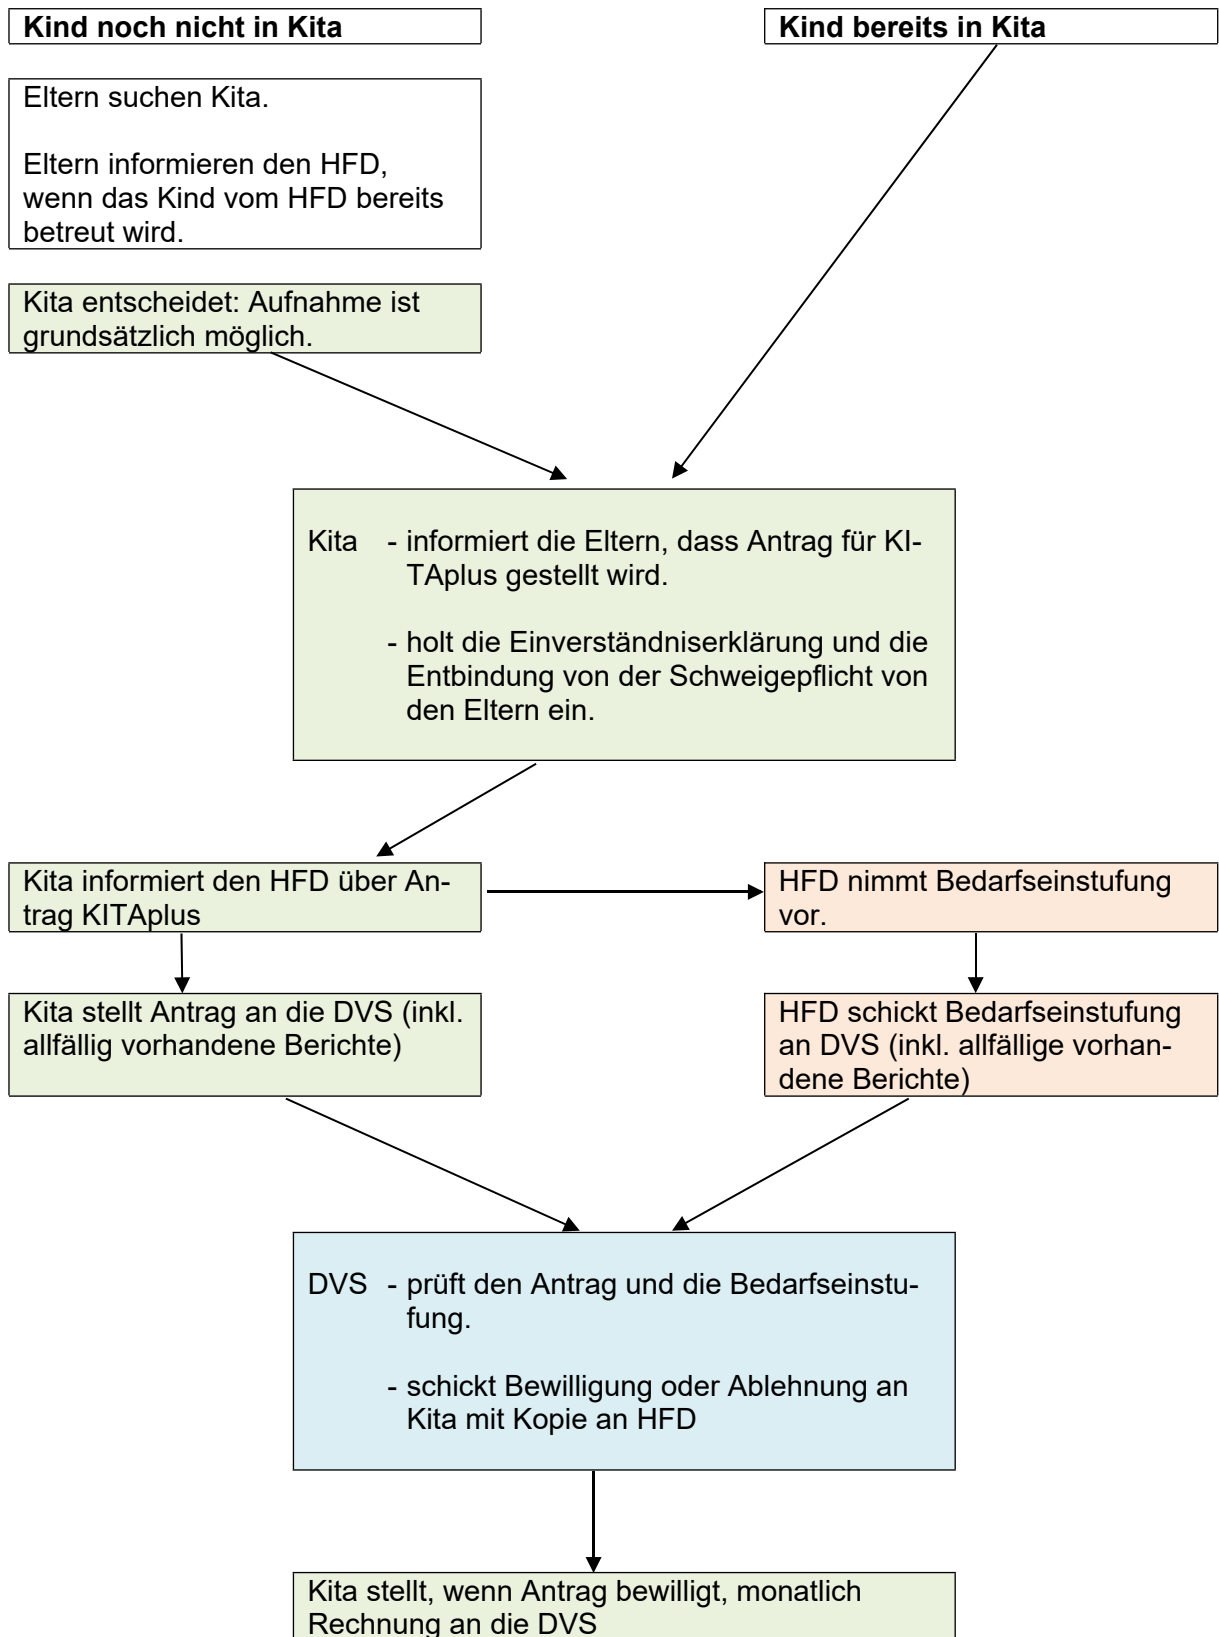 Kind noch nicht in Kita
Kind bereits in Kita
Eltern suchen Kita.
Eltern informieren den HFD,
wenn das Kind vom HFD bereits
betreut wird.
Kita entscheidet: Aufnahme ist
grundsätzlich möglich.
Kita - informiert die Eltern, dass Antrag für KI-
TAplus gestellt wird.
- holt die Einverständniserklärung und die
Entbindung von der Schweigepflicht von
den Eltern ein.
Kita informiert den HFD über An-
trag KITAplus
HFD nimmt Bedarfseinstufung
vor.
Kita stellt Antrag an die DVS (inkl.
allfällig vorhandene Berichte)
HFD schickt Bedarfseinstufung
an DVS (inkl. allfällige vorhan-
dene Berichte)
DVS - prüft den Antrag und die Bedarfseinstu-
fung.
- schickt Bewilligung oder Ablehnung an
Kita mit Kopie an HFD
Kita stellt, wenn Antrag bewilligt, monatlich
Rechnung an die DVS